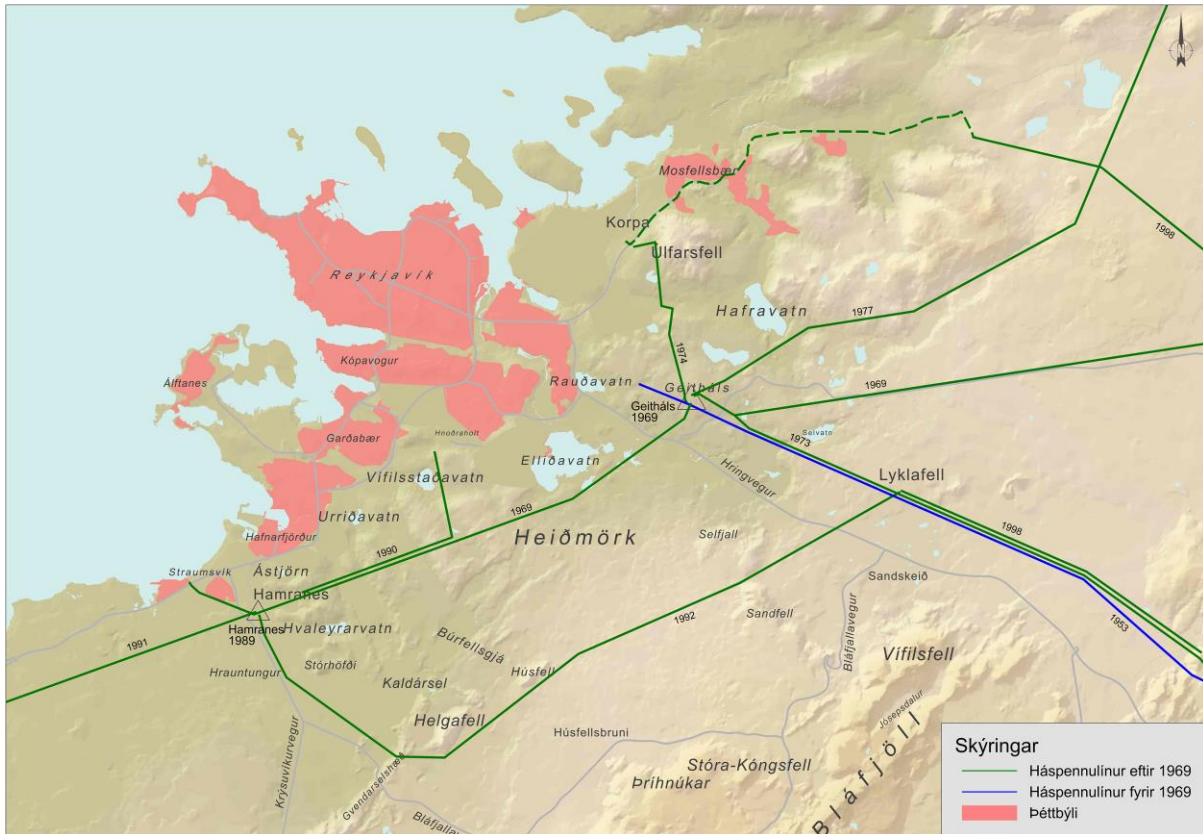 Mosfellsbær
1998
Korpa
Úlfarsfell
Reykjavík
Hafravatn
1977
1974
Kópavogur
Álftanes
Rauðavatn
Geitháls
1969
Geitháls
1969
Garðabær
Hnoðraholt
Selvatn
1973
Elliðavatn
Vífilsstaðavatn
Hringvegur
Lyklafell
1969
Urriðavatn
Heiðmörk
Selfjall
1998
Hafnarfjörður
1990
Straumsvík
Ástjörn
Sandskeið
Hamranes
Sandfell
1953
1992
Hamranes
1989
Hvaleyrarvatn
1991
Búrfellsgjá
Bláfjallavegur
Stórhöfði
Húsfell
Vífilsfell
Hrauntungur
Kaldársel
Helgafell
Jósepsdalur
Krýsuvíkurvegur
Húsfellsbruni
Stóra-Kóngsfell
Þríhnúkar
Gvendarselshæð
Bláfjöll
Bláfjallavegur
Skýringar
Háspennulínur eftir 1969
Háspennulínur fyrir 1969
Þéttbýli